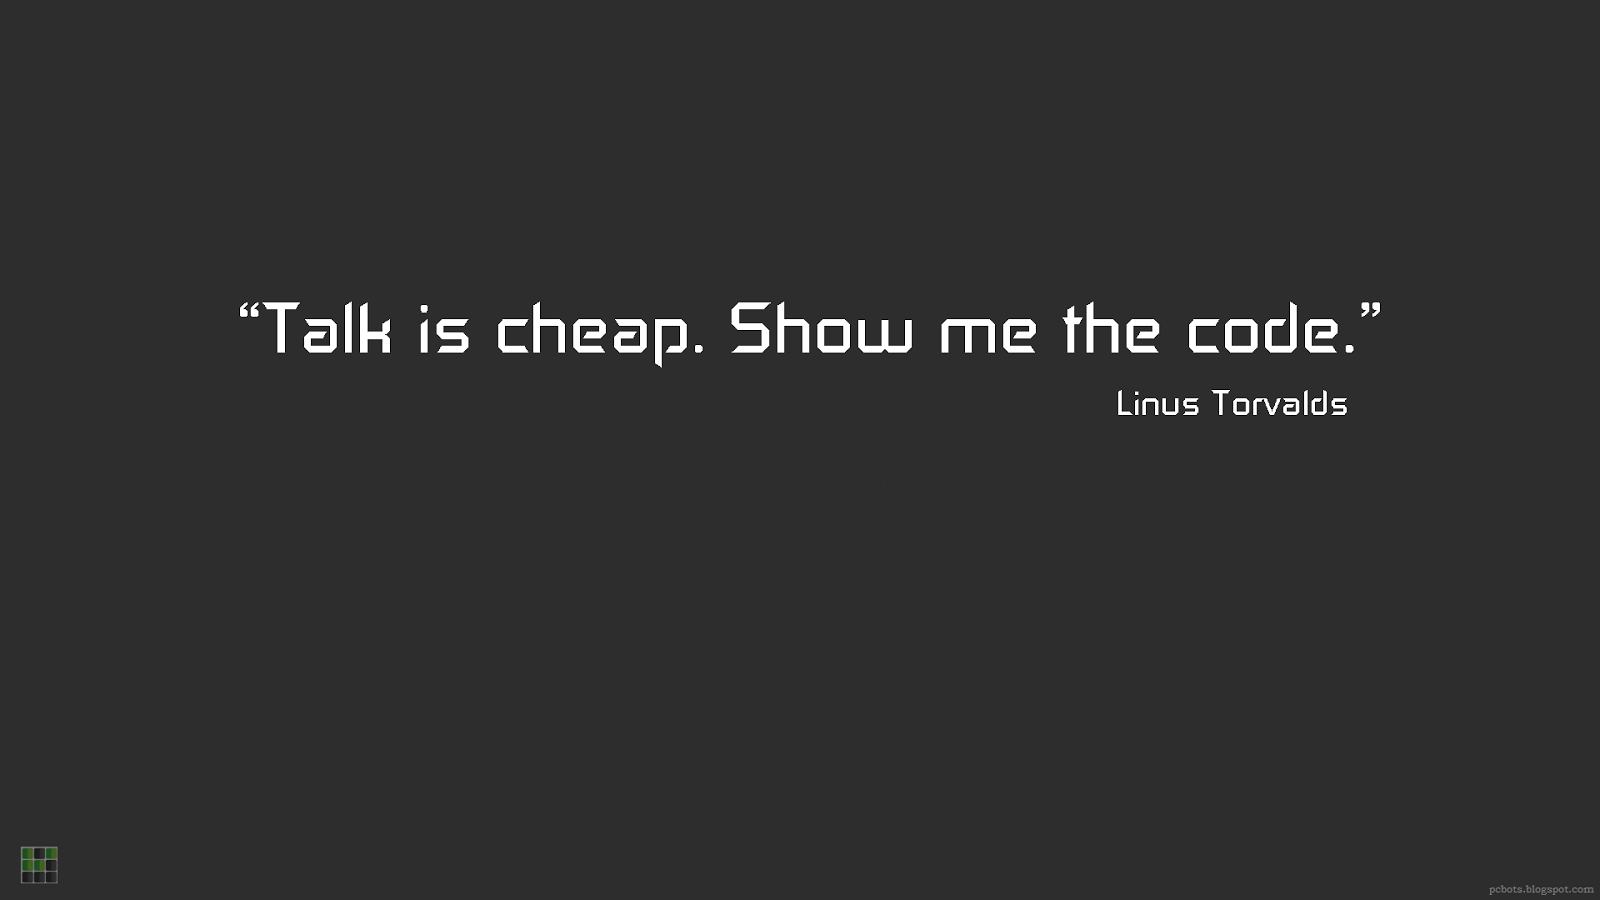 “Talk is cheap. Show me the code.”
Linus Torvalds
pcbots.blogspot.com